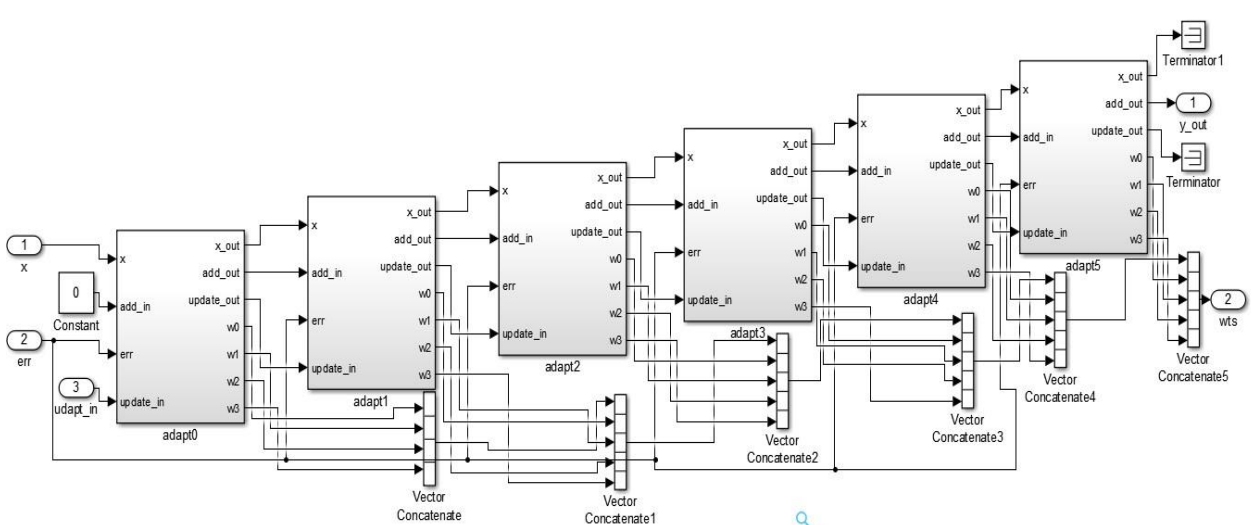 1
x
0
Constant
2
err
3
udapt_in
x
add_in
err
update_in
x_out
add_out
update_out
w0
w1
w2
w3
adapt0
x
add_in
err
update_in
x_out
add_out
update_out
w0
w1
w2
w3
adapt1
Vector
Concatenate
x
add_in
err
update_in
x_out
add_out
update_out
w0
w1
w2
w3
adapt2
Vector
Concatenate1
x
add_in
err
update_in
x_out
add_out
update_out
w0
w1
w2
w3
adapt3
Vector
Concatenate2
x
add_in
err
update_in
x_out
add_out
update_out
w0
w1
w2
w3
adapt4
Vector
Concatenate3
x
add_in
err
update_in
x_out
add_out
update_out
w0
w1
w2
w3
adapt5
Vector
Concatenate4
Terminator1
1
y_out
Terminator
2
wts
Vector
Concatenate5